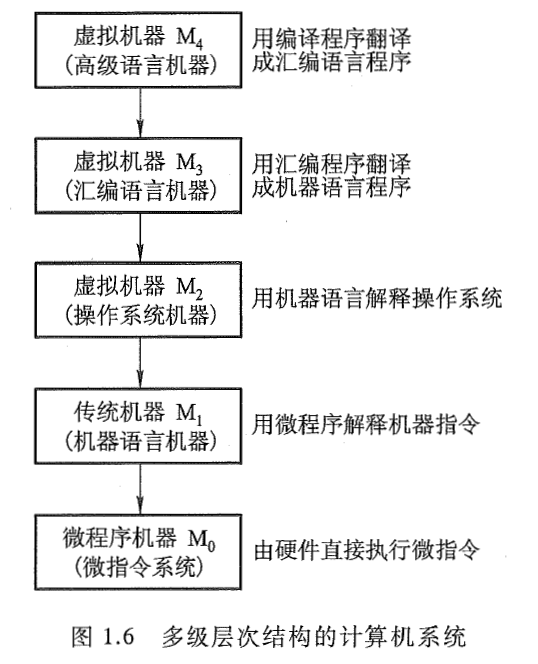 虚拟机器 M₄
(高级语言机器)
用编译程序翻译
成汇编语言程序
虚拟机器 M₃
(汇编语言机器)
用汇编程序翻译
成机器语言程序
虚拟机器 M₂
(操作系统机器)
用机器语言解释操作系统
传统机器 M₁
(机器语言机器)
用微程序解释机器指令
微程序机器 M₀
(微指令系统)
由硬件直接执行微指令
图 1.6 多级层次结构的计算机系统